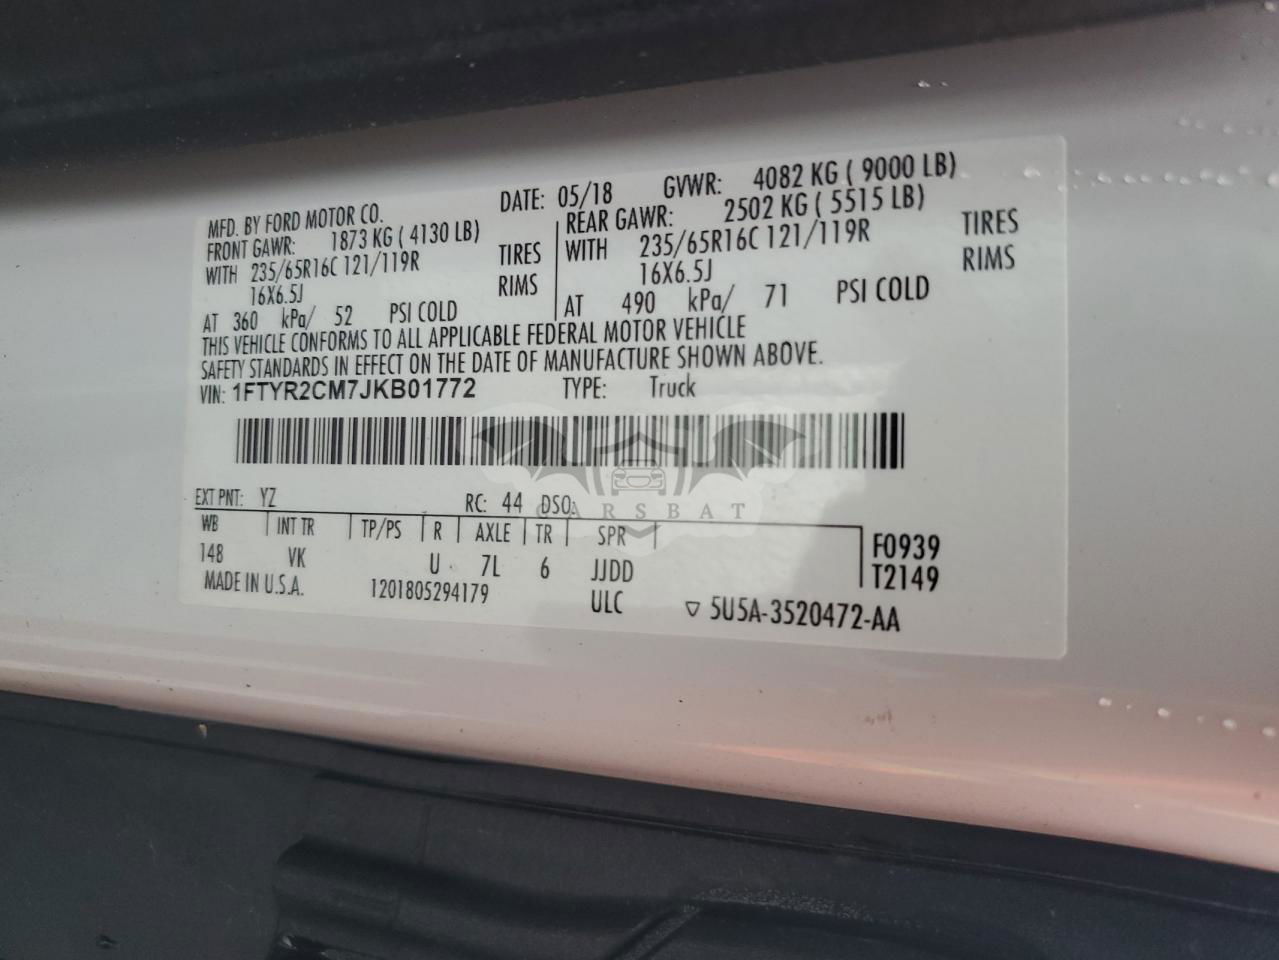 MFD. BY FORD MOTOR CO. DATE: 05/18 GVWR: 4082 KG ( 9000 LB)
FRONT GAWR: 1873 KG ( 4130 LB) REAR GAWR: 2502 KG ( 5515 LB)
WITH 235/65R16C 121/119R TIRES WITH 235/65R16C 121/119R TIRES
16X6.5J RIMS 16X6.5J RIMS
AT 360 kPa/ 52 PSI COLD AT 490 kPa/ 71 PSI COLD
THIS VEHICLE CONFORMS TO ALL APPLICABLE FEDERAL MOTOR VEHICLE
SAFETY STANDARDS IN EFFECT ON THE DATE OF MANUFACTURE SHOWN ABOVE.
VIN: 1FTYR2CM7JKB01772 TYPE: Truck
CARSBAT
EXT PNT: YZ RC: 44 DSO:
WB INT TR TP/PS R AXLE TR SPR F0939
148 VK U 7L 6 JJDD T2149
MADE IN U.S.A. 1201805294179 ULC ▽ 5U5A-3520472-AA